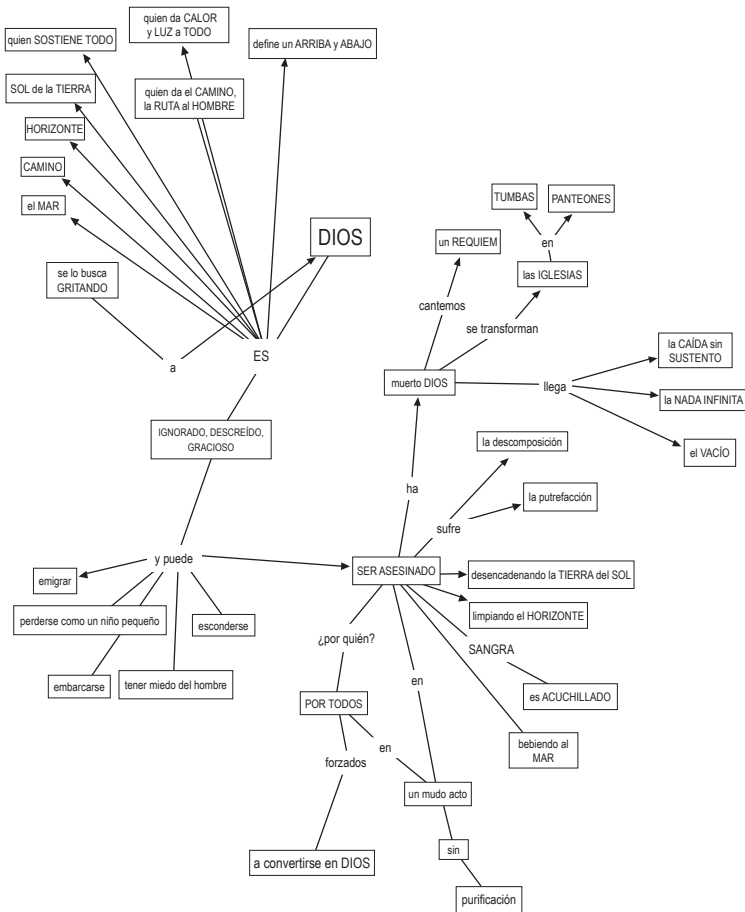 quien da CALOR
y LUZ a TODO
quien SOSTIENE TODO
define un ARRIBA y ABAJO
SOL de la TIERRA
quien da el CAMINO,
la RUTA al HOMBRE
HORIZONTE
CAMINO
el MAR
TUMBAS
PANTEONES
DIOS
un REQUIEM
en
se lo busca
GRITANDO
las IGLESIAS
cantemos
se transforman
ES
a
la CAÍDA sin
SUSTENTO
muerto DIOS
llega
la NADA INFINITA
IGNORADO, DESCREÍDO,
GRACIOSO
la descomposición
el VACÍO
ha
la putrefacción
sufre
y puede
emigrar
SER ASESINADO
desencadenando la TIERRA del SOL
limpiando el HORIZONTE
perderse como un niño pequeño
esconderse
¿por quién?
SANGRA
embarcarse
tener miedo del hombre
en
es ACUCHILLADO
POR TODOS
bebiendo al
MAR
en
forzados
un mudo acto
a convertirse en DIOS
sin
purificación